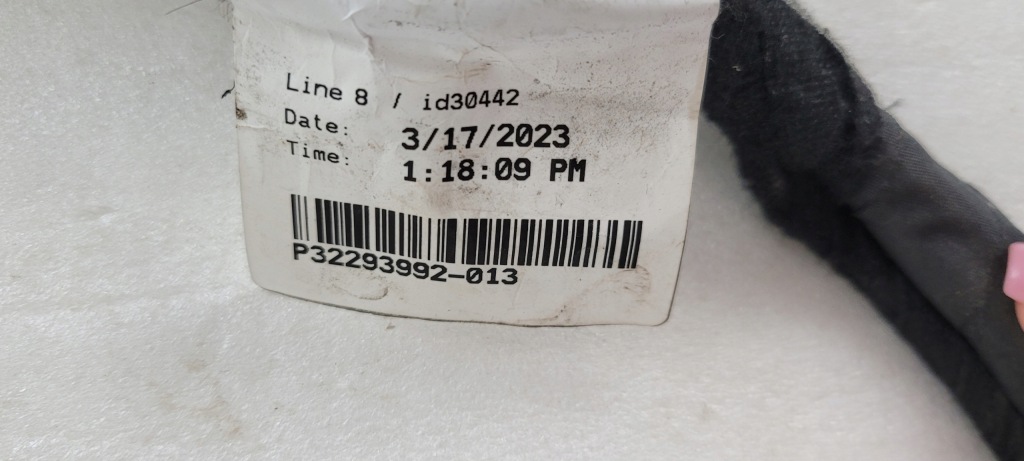 Line 8 / id30442
Date: 3/17/2023
Time: 1:18:09 PM
P32293992-013